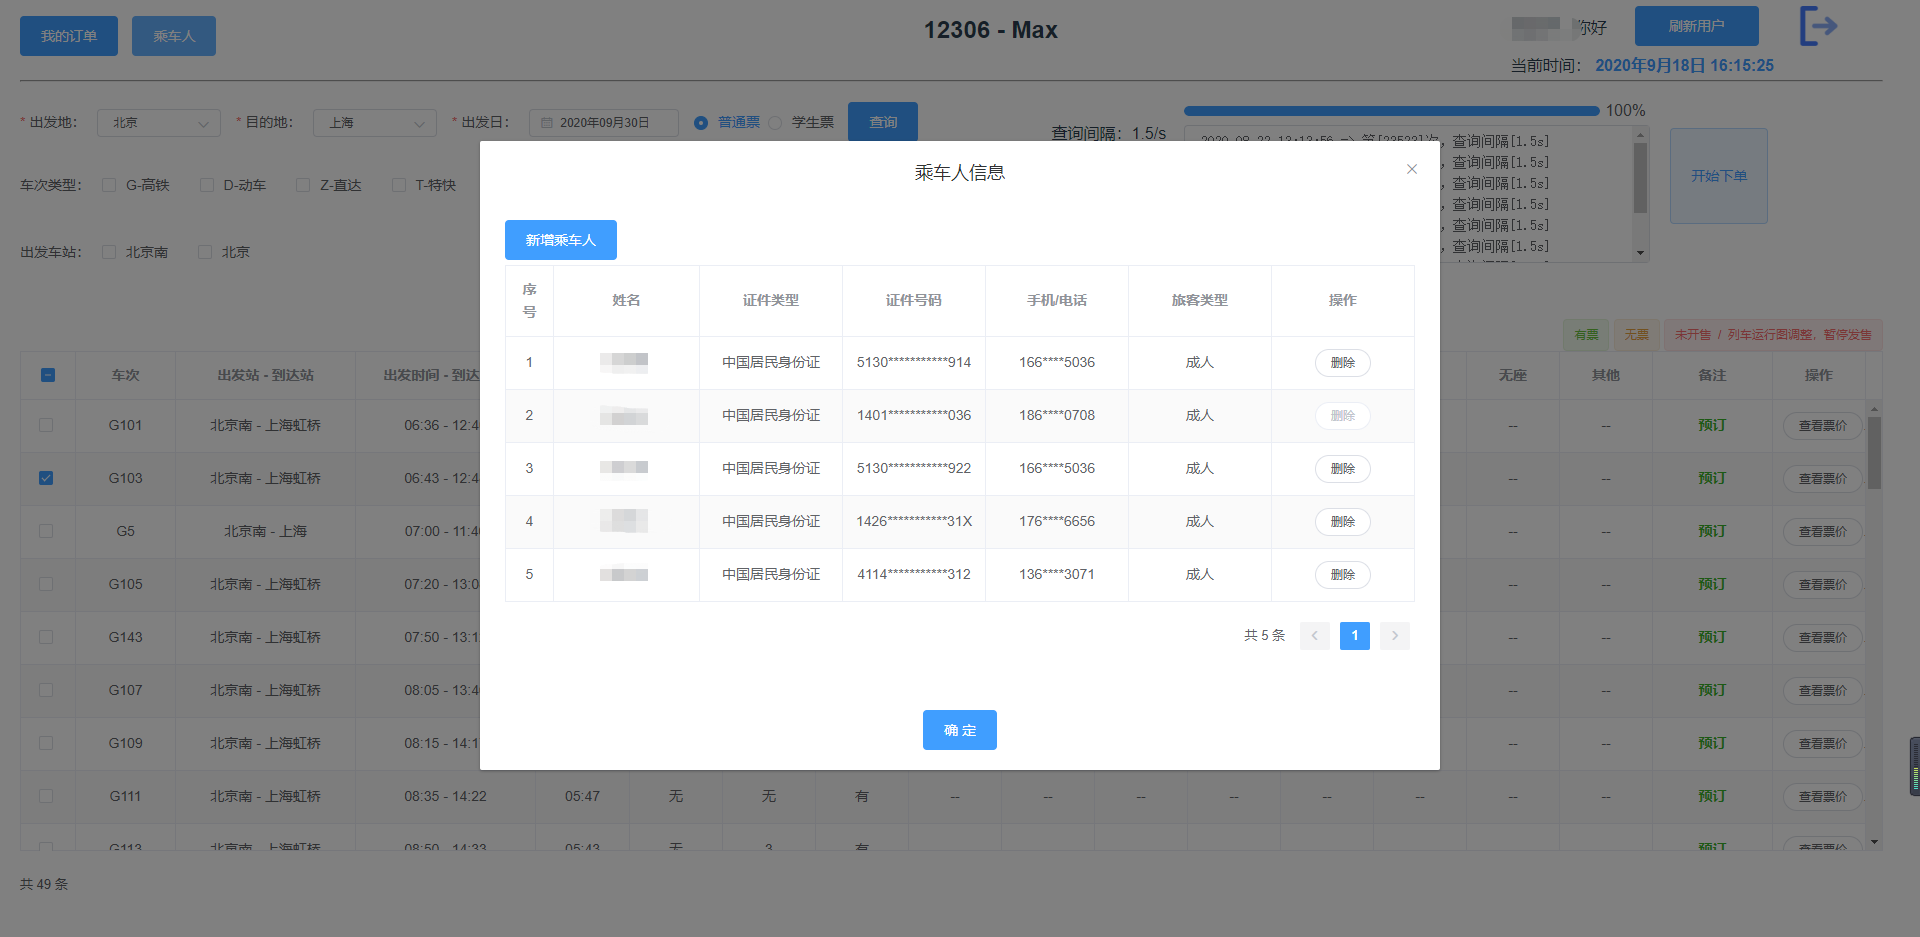 我的订单 乘车人 12306 - Max 你好 刷新用户
当前时间： 2020年9月18日 16:15:25
* 出发地： 北京 * 目的地： 上海 * 出发日： 2020年09月30日 普通票 学生票 查询
查询间隔：1.5/s 100%
，查询间隔[1.5s]
，查询间隔[1.5s]
，查询间隔[1.5s]
，查询间隔[1.5s]
，查询间隔[1.5s]
，查询间隔[1.5s]
开始下单
车次类型： G-高铁 D-动车 Z-直达 T-特快
出发车站： 北京南 北京
有票 无票 未开售 / 列车运行图调整，暂停发售
乘车人信息
新增乘车人
序号 姓名 证件类型 证件号码 手机/电话 旅客类型 操作
1 中国居民身份证 5130***********914 166****5036 成人 删除
2 中国居民身份证 1401***********036 186****0708 成人 删除
3 中国居民身份证 5130***********922 166****5036 成人 删除
4 中国居民身份证 1426***********31X 176****6656 成人 删除
5 中国居民身份证 4114***********312 136****3071 成人 删除
共 5 条 1
确 定
车次 出发站 - 到达站 出发时间 - 到达 无座 其他 备注 操作
G101 北京南 - 上海虹桥 06:36 - 12:4 -- -- 预订 查看票价
G103 北京南 - 上海虹桥 06:43 - 12:4 -- -- 预订 查看票价
G5 北京南 - 上海 07:00 - 11:4 -- -- 预订 查看票价
G105 北京南 - 上海虹桥 07:20 - 13:0 -- -- 预订 查看票价
G143 北京南 - 上海虹桥 07:50 - 13:1 -- -- 预订 查看票价
G107 北京南 - 上海虹桥 08:05 - 13:4 -- -- 预订 查看票价
G109 北京南 - 上海虹桥 08:15 - 14:1 -- -- 预订 查看票价
G111 北京南 - 上海虹桥 08:35 - 14:22 05:47 无 无 有 -- -- -- -- -- -- -- -- 预订 查看票价
G113 北京南 - 上海虹桥 08:50 - 14:33 05:43 无 3 有 预订 查看票价
共 49 条